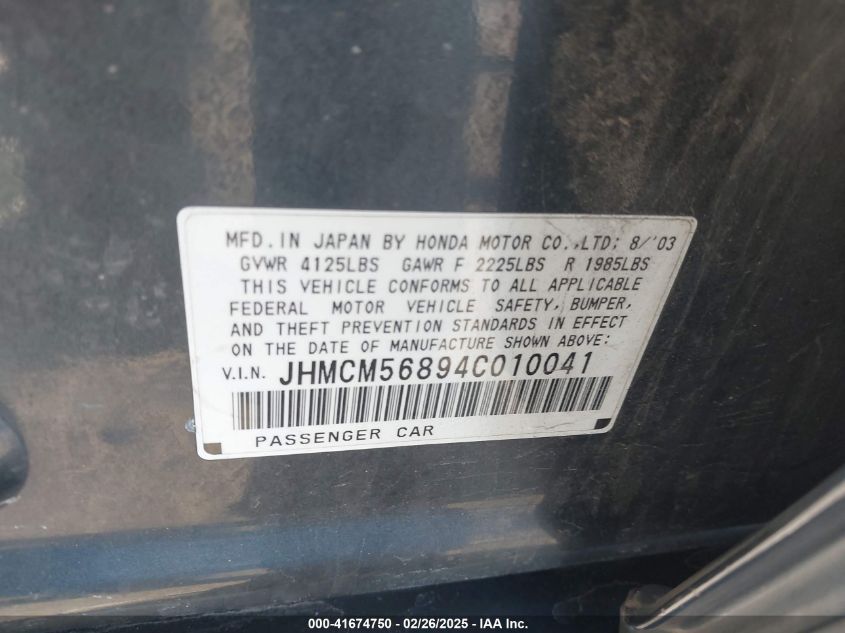 MFD. IN JAPAN BY HONDA MOTOR CO.,LTD; 8/'03
GVWR 4125LBS GAWR F 2225LBS R 1985LBS
THIS VEHICLE CONFORMS TO ALL APPLICABLE
FEDERAL MOTOR VEHICLE SAFETY, BUMPER,
AND THEFT PREVENTION STANDARDS IN EFFECT
ON THE DATE OF MANUFACTURE SHOWN ABOVE;
V.I.N. JHMCM56894C010041
PASSENGER CAR
000-41674750 - 02/26/2025 - IAA Inc.